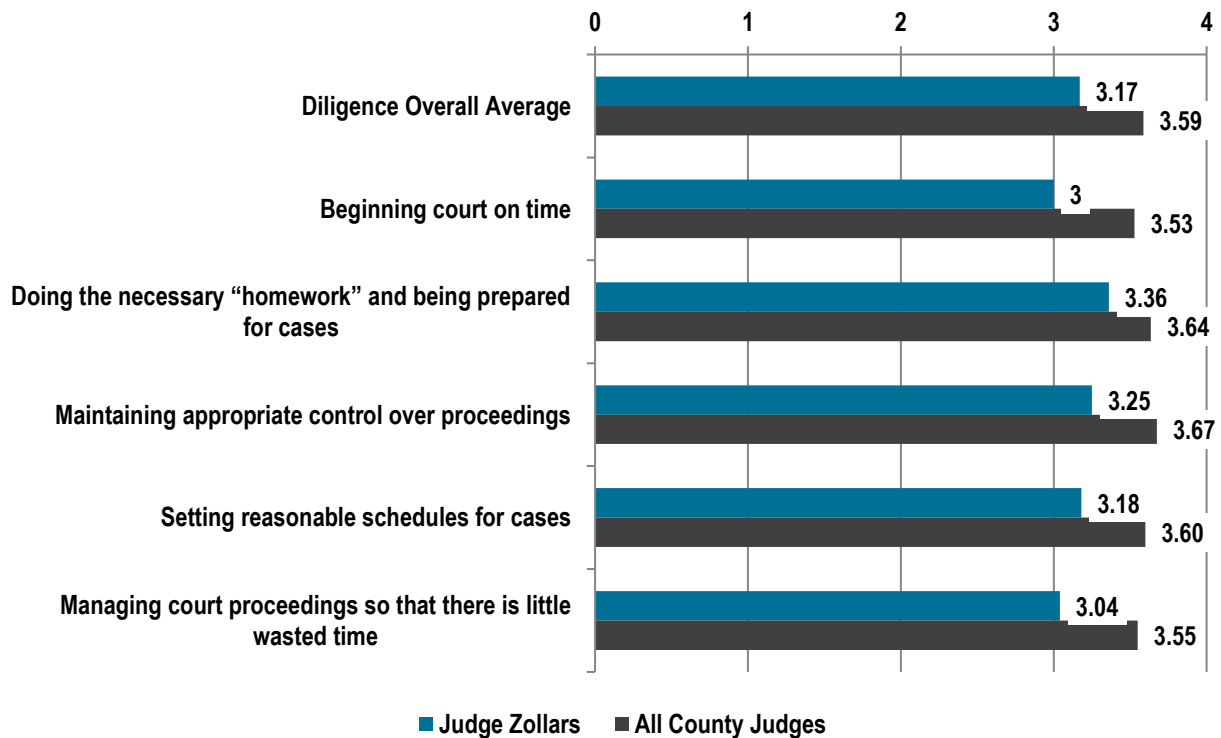 0 1 2 3 4
Diligence Overall Average
3.17
3.59
Beginning court on time
3
3.53
Doing the necessary “homework” and being prepared
for cases
3.36
3.64
Maintaining appropriate control over proceedings
3.25
3.67
Setting reasonable schedules for cases
3.18
3.60
Managing court proceedings so that there is little
wasted time
3.04
3.55
Judge Zollars All County Judges